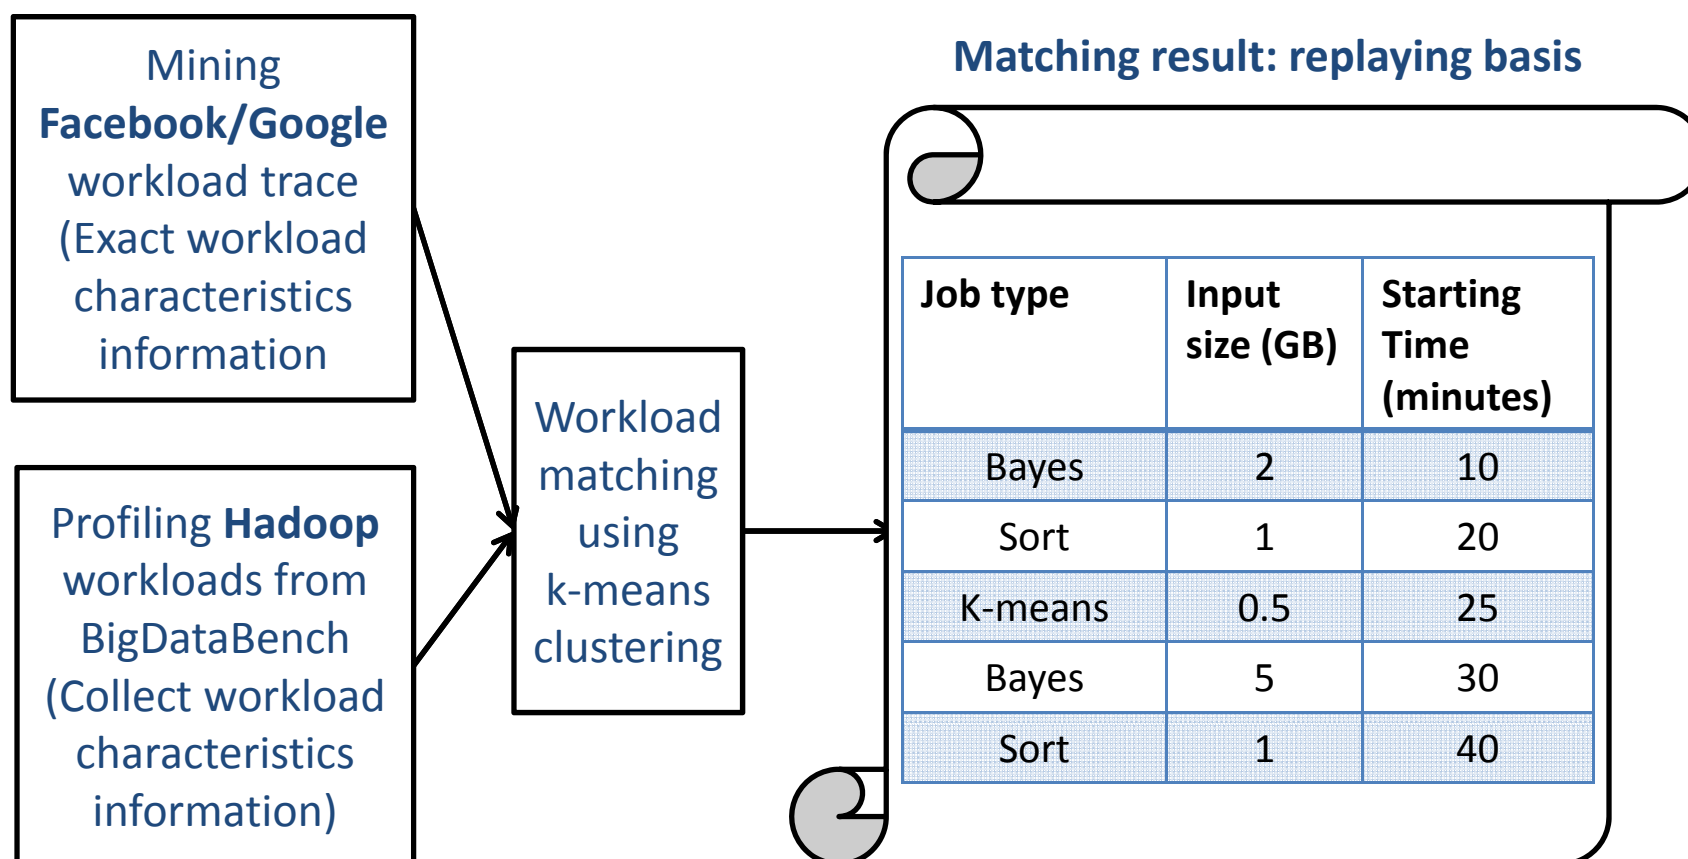 Mining
Facebook/Google
workload trace
(Exact workload
characteristics
information
Profiling Hadoop
workloads from
BigDataBench
(Collect workload
characteristics
information)
Workload
matching
using
k-means
clustering
Matching result: replaying basis
Job type Input size (GB) Starting Time (minutes)
Bayes 2 10
Sort 1 20
K-means 0.5 25
Bayes 5 30
Sort 1 40